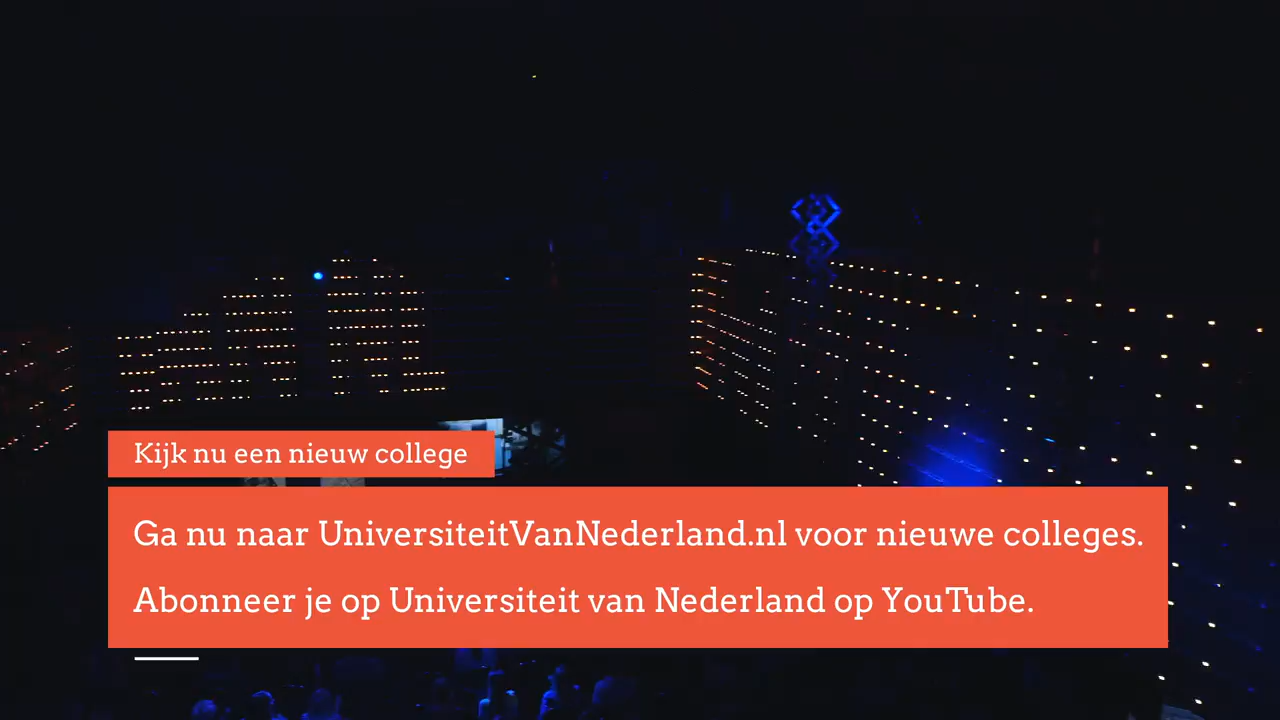 Kijk nu een nieuw college
Ga nu naar UniversiteitVanNederland.nl voor nieuwe colleges.
Abonneer je op Universiteit van Nederland op YouTube.